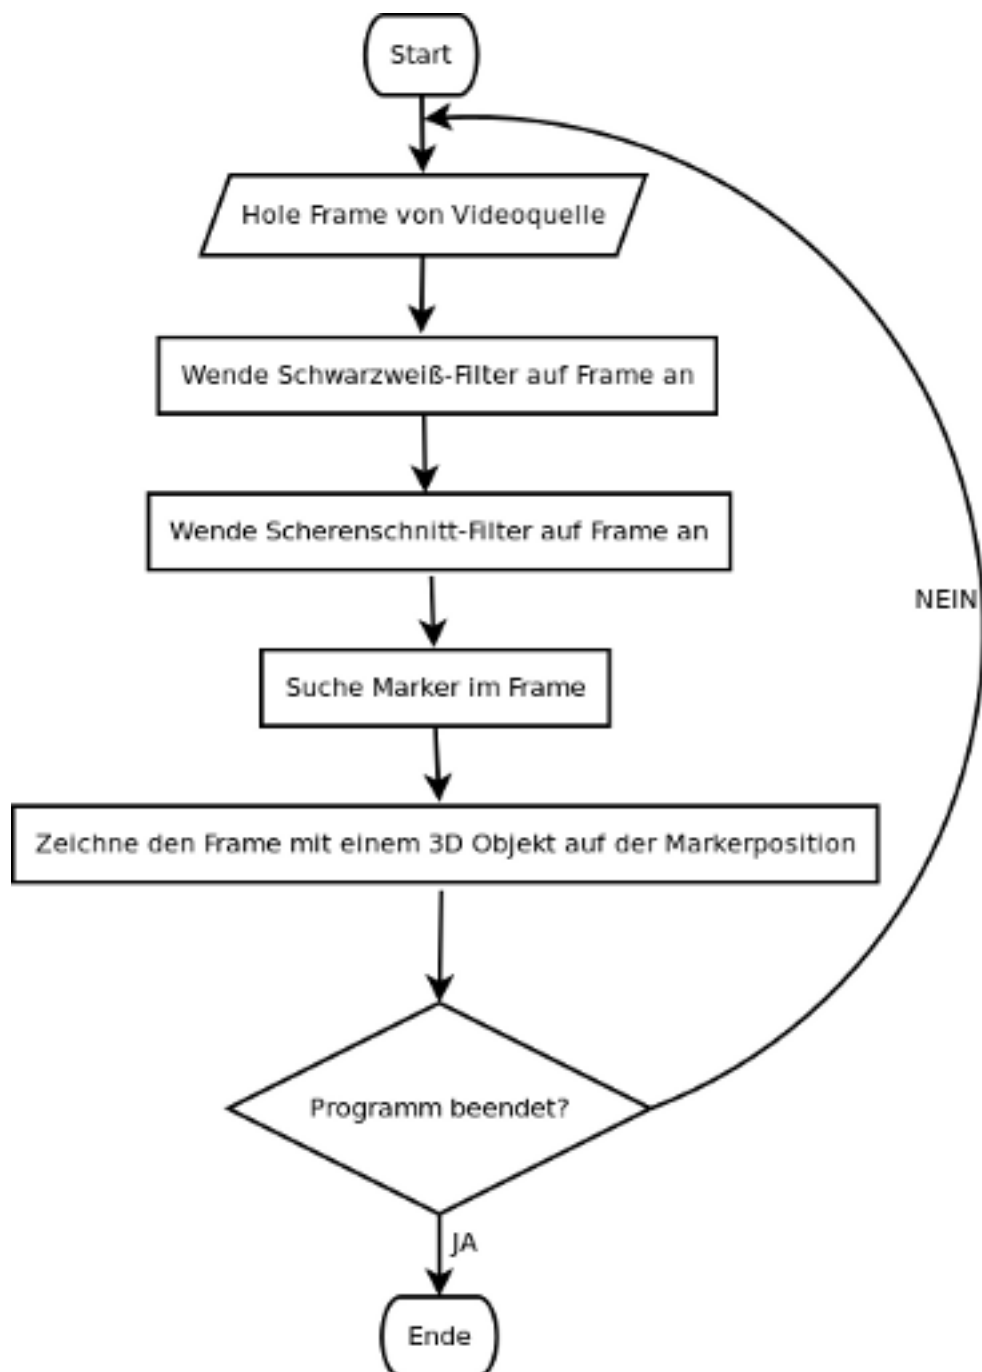 Start
Hole Frame von Videoquelle
Wende Schwarzweiß-Filter auf Frame an
Wende Scherenschnitt-Filter auf Frame an
NEIN
Suche Marker im Frame
Zeichne den Frame mit einem 3D Objekt auf der Markerposition
Programm beendet?
JA
Ende